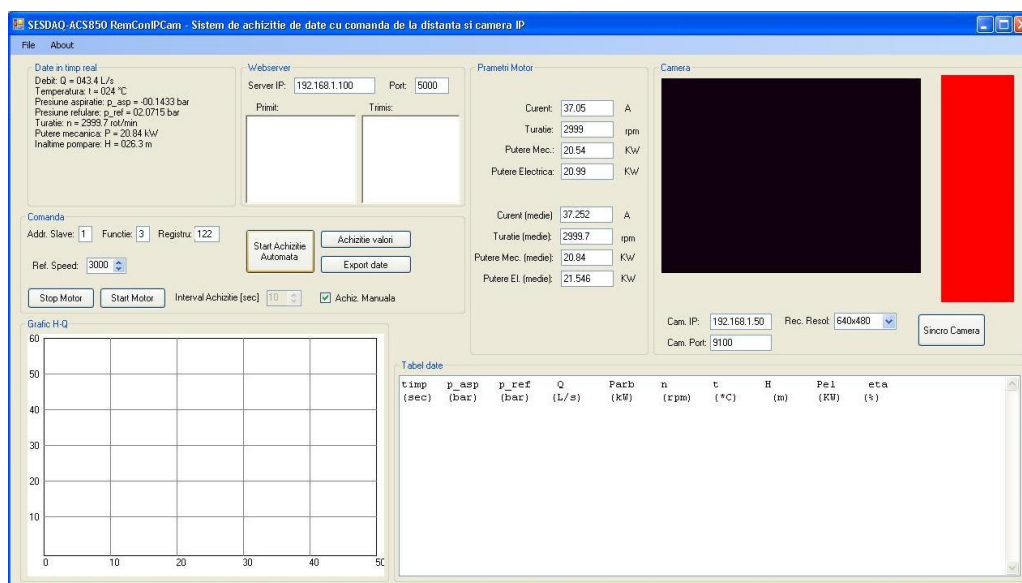 SESDAQ-ACS850 RemConIPCam - Sistem de achizitie de date cu comanda de la distanta si camera IP
File About
Date in timp real
Debit: Q = 043.4 L/s
Temperatura: t = 024 °C
Presiune aspiratie: p_asp = -00.1433 bar
Presiune refulare: p_ref = 02.0715 bar
Turatie: n = 2999.7 rot/min
Putere mecanica: P = 20.84 kW
Inaltime pompare: H = 026.3 m
Webserver
Server IP: 192.168.1.100 Port: 5000
Primit: Trimis:
Prametri Motor
Curent: 37.05 A
Turatie: 2999 rpm
Putere Mec.: 20.54 KW
Putere Electrica: 20.99 KW
Curent (medie) 37.252 A
Turatie (medie): 2999.7 rpm
Putere Mec. (medie): 20.84 KW
Putere El. (medie): 21.546 KW
Camera
Cam. IP: 192.168.1.50 Rec. Resol: 640x480
Cam. Port: 9100
Sincro Camera
Comanda
Addr. Slave: 1 Functie: 3 Registru: 122
Ref. Speed: 3000
Start Achizitie
Automata
Achizitie valori
Export date
Stop Motor Start Motor Interval Achizitie [sec] 10 Achiz. Manuala
Grafic H-Q
60
50
40
30
20
10
0 10 20 30 40 50
Tabel date
timp p_asp p_ref Q Parb n t H Pel eta
(sec) (bar) (bar) (L/s) (kW) (rpm) (*C) (m) (KW) (%)